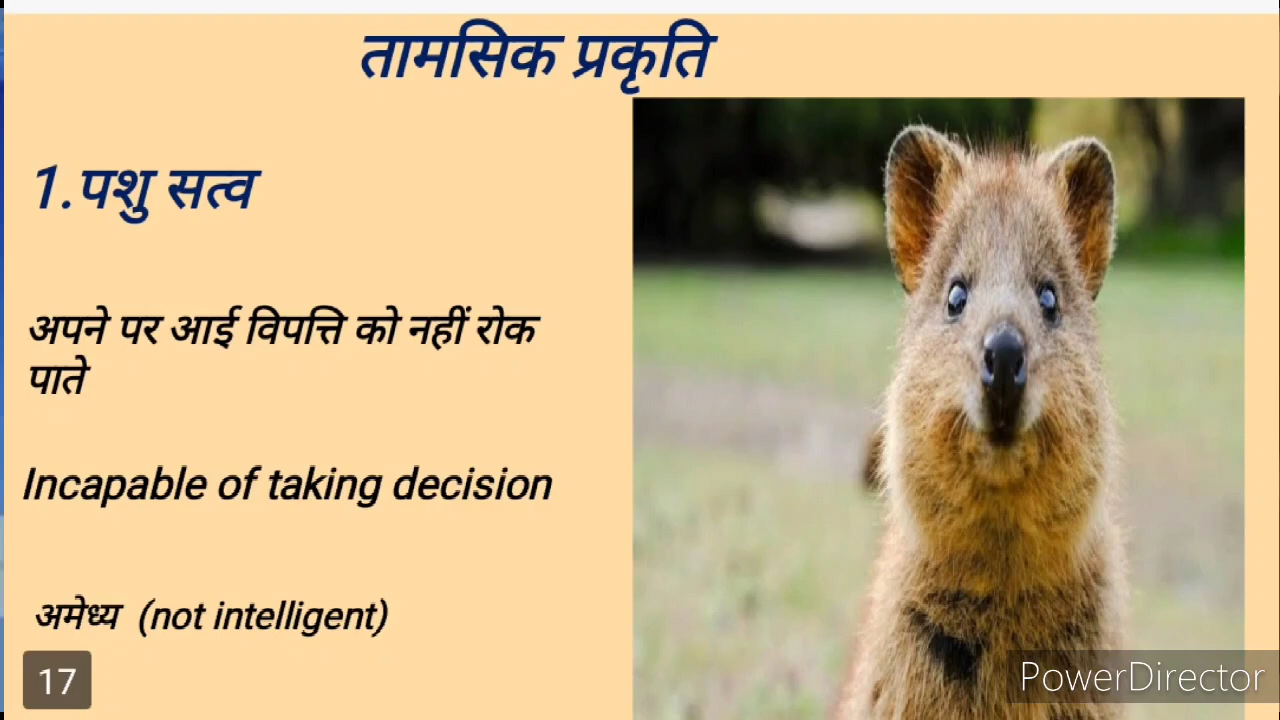 तामसिक प्रकृति
1.पशु सत्व
अपने पर आई विपत्ति को नहीं रोक
पाते
Incapable of taking decision
अमेध्य (not intelligent)
17
PowerDirector